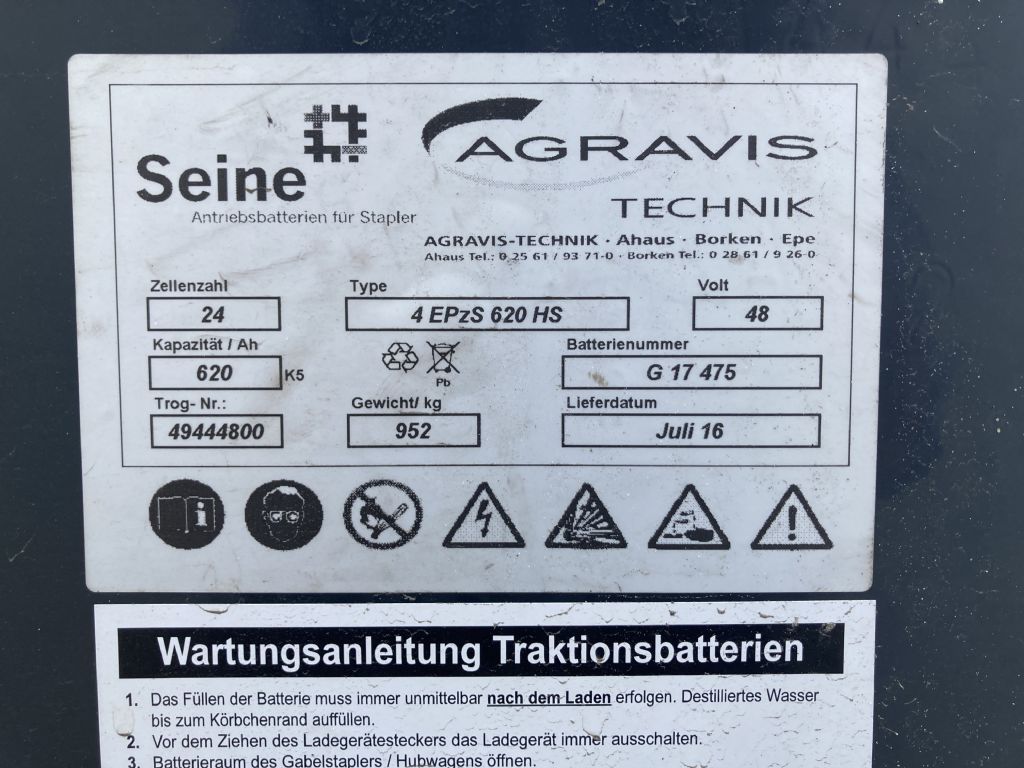 Seine
Antriebsbatterien für Stapler
AGRAVIS
TECHNIK
AGRAVIS-TECHNIK · Ahaus · Borken · Epe
Ahaus Tel.: 0 25 61 / 93 71-0 · Borken Tel.: 0 28 61 / 9 26-0
Zellenzahl Type Volt
24 4 EPzS 620 HS 48
Kapazität / Ah Batterienummer
620 K5 Pb G 17 475
Trog- Nr.: Gewicht/ kg Lieferdatum
49444800 952 Juli 16
Wartungsanleitung Traktionsbatterien
1. Das Füllen der Batterie muss immer unmittelbar nach dem Laden erfolgen. Destilliertes Wasser
bis zum Körbchenrand auffüllen.
2. Vor dem Ziehen des Ladegerätesteckers das Ladegerät immer ausschalten.
3. Batterieraum des Gabelstaplers / Hubwagens öffnen.